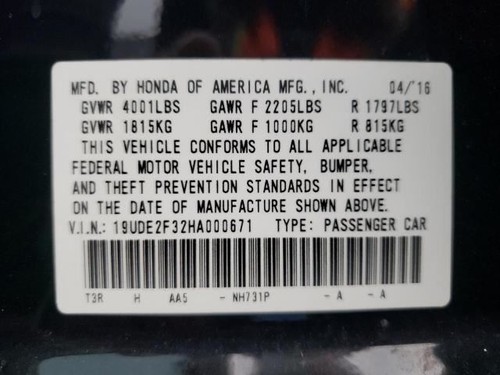 MFD. BY HONDA OF AMERICA MFG., INC. 04/'16
GVWR 4001LBS GAWR F 2205LBS R 1797LBS
GVWR 1815KG GAWR F 1000KG R 815KG
THIS VEHICLE CONFORMS TO ALL APPLICABLE
FEDERAL MOTOR VEHICLE SAFETY, BUMPER,
AND THEFT PREVENTION STANDARDS IN EFFECT
ON THE DATE OF MANUFACTURE SHOWN ABOVE.
V.I.N.: 19UDE2F32HA000671 TYPE: PASSENGER CAR
T3R H AA5 - NH731P - A - A